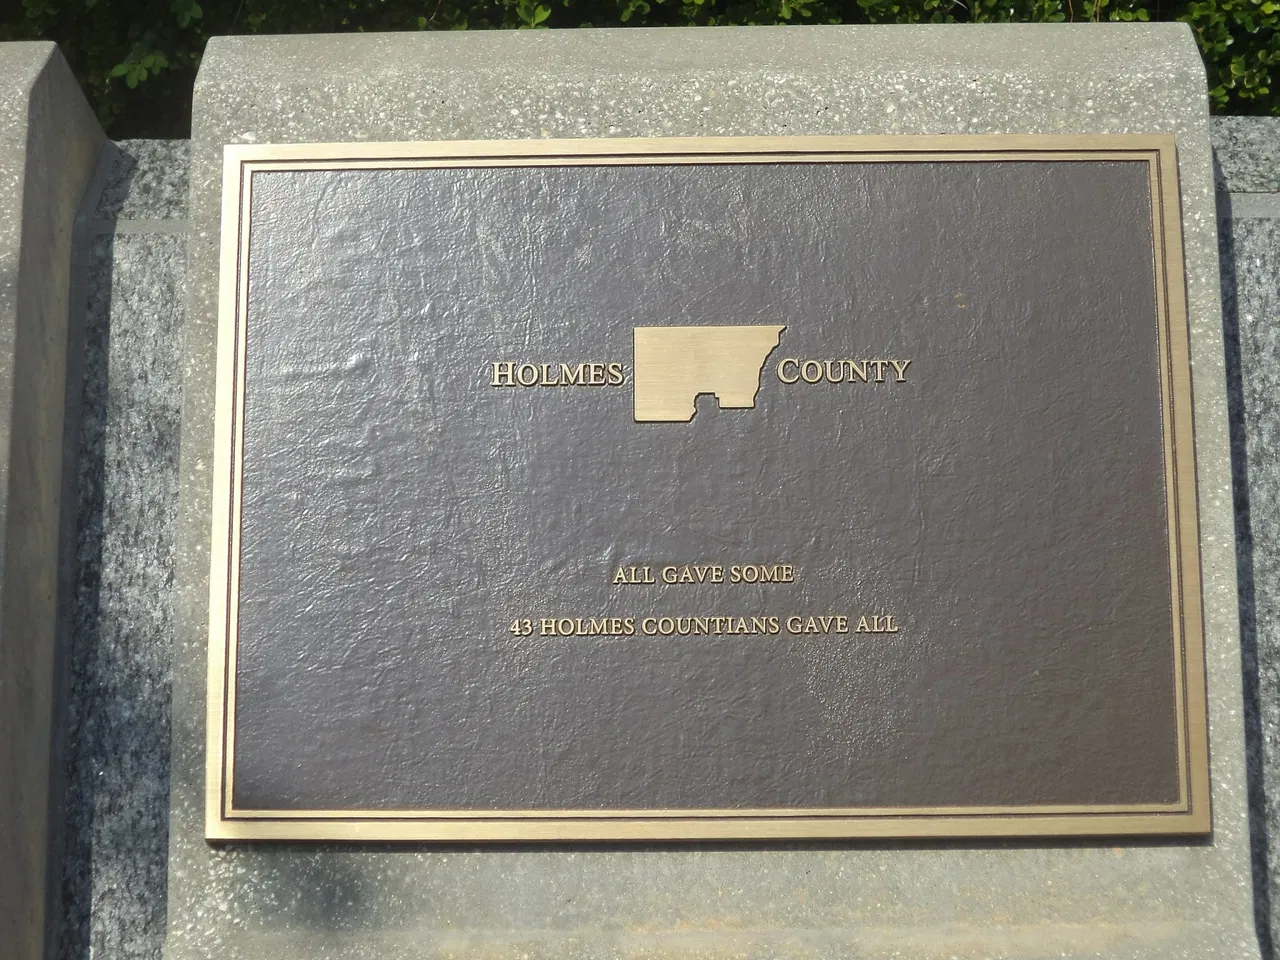 HOLMES COUNTY
ALL GAVE SOME
43 HOLMES COUNTIANS GAVE ALL